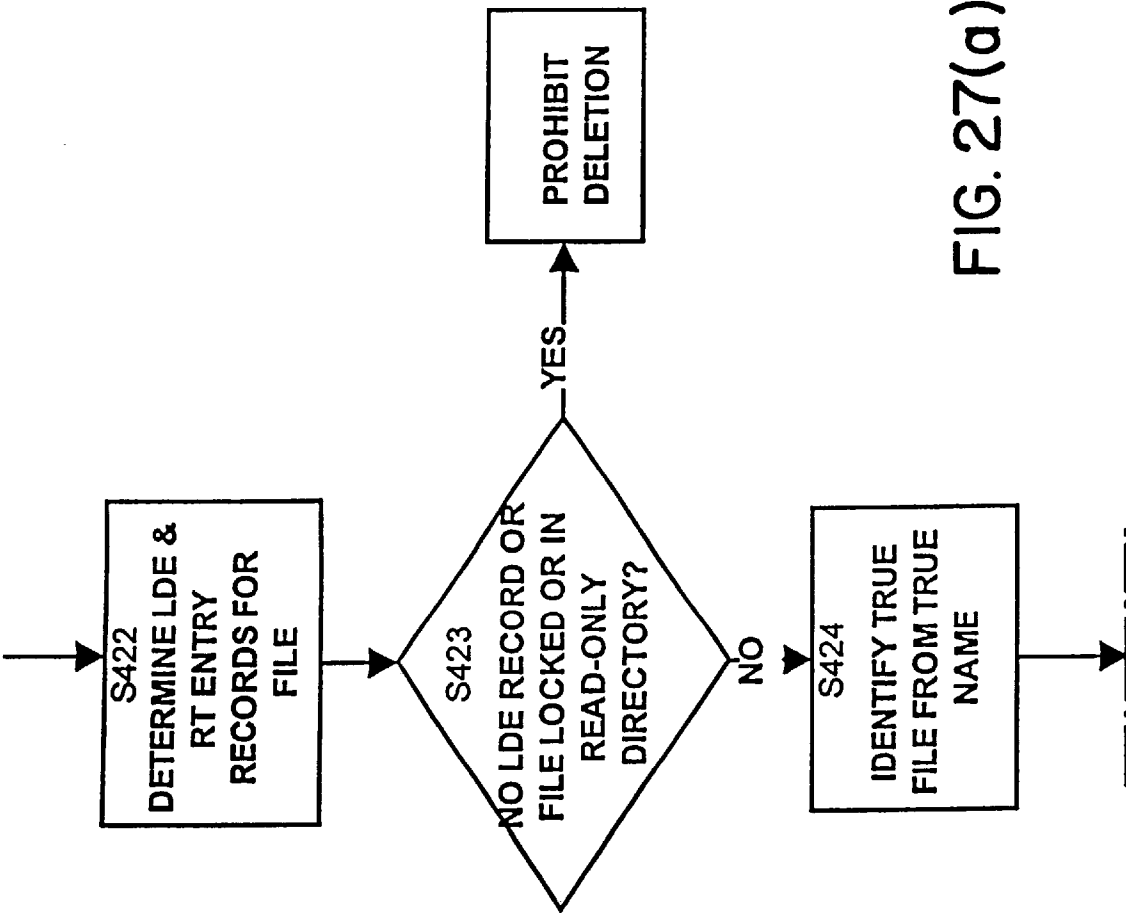 S422
DETERMINE LDE &
RT ENTRY
RECORDS FOR
FILE
S423
NO LDE RECORD OR
FILE LOCKED OR IN
READ-ONLY
DIRECTORY?
YES
PROHIBIT
DELETION
NO
S424
IDENTIFY TRUE
FILE FROM TRUE
NAME
FIG. 27(a)